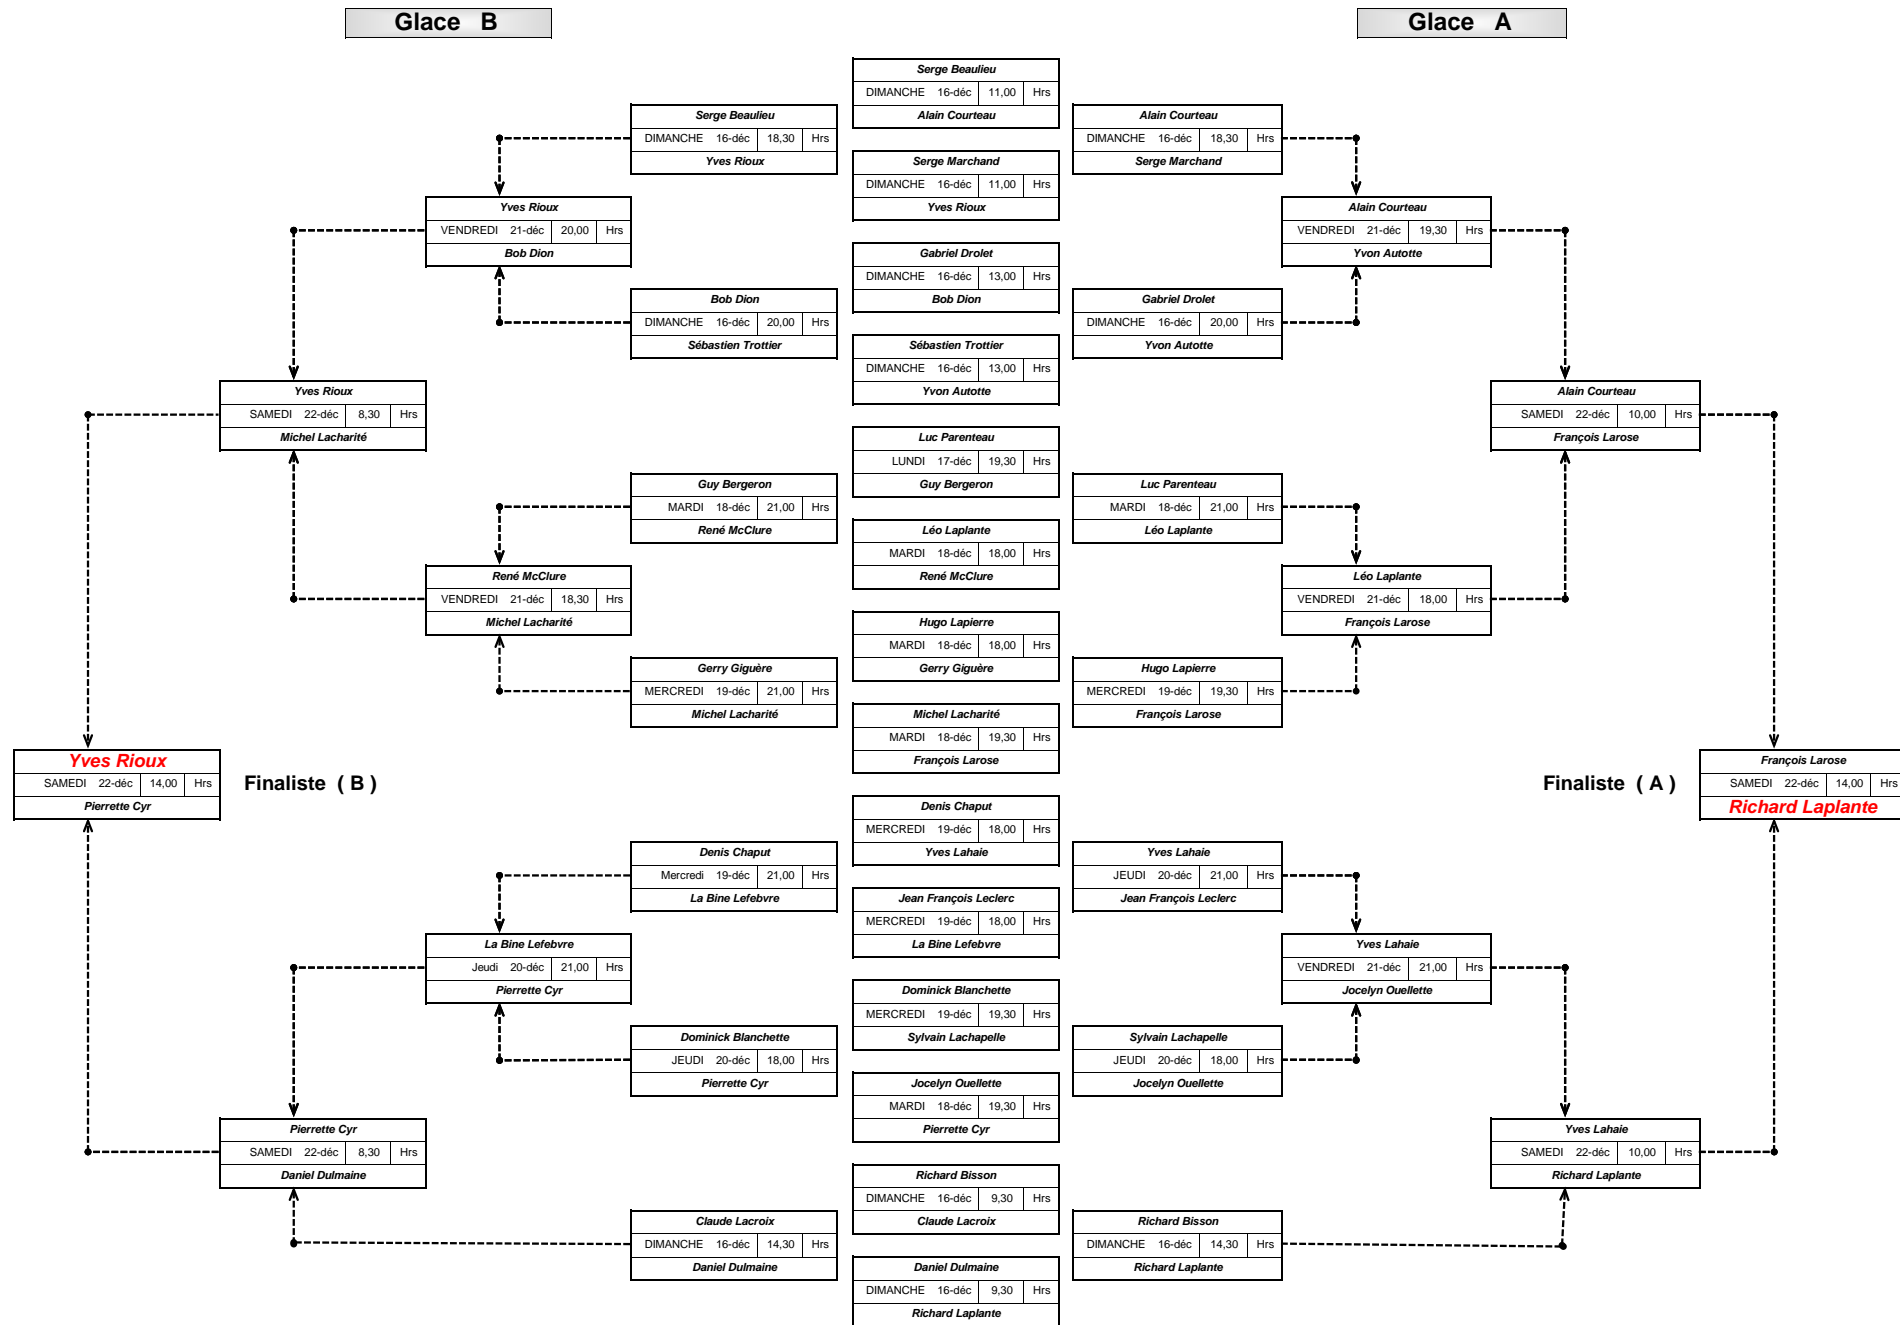 Glace B
Glace A
Serge Beaulieu
DIMANCHE 16-déc 11,00 Hrs
Alain Courteau
Serge Beaulieu
DIMANCHE 16-déc 18,30 Hrs
Yves Rioux
Alain Courteau
DIMANCHE 16-déc 18,30 Hrs
Serge Marchand
Serge Marchand
DIMANCHE 16-déc 11,00 Hrs
Yves Rioux
Yves Rioux
VENDREDI 21-déc 20,00 Hrs
Bob Dion
Alain Courteau
VENDREDI 21-déc 19,30 Hrs
Yvon Autotte
Gabriel Drolet
DIMANCHE 16-déc 13,00 Hrs
Bob Dion
Bob Dion
DIMANCHE 16-déc 20,00 Hrs
Sébastien Trottier
Gabriel Drolet
DIMANCHE 16-déc 20,00 Hrs
Yvon Autotte
Sébastien Trottier
DIMANCHE 16-déc 13,00 Hrs
Yvon Autotte
Yves Rioux
SAMEDI 22-déc 8,30 Hrs
Michel Lacharité
Alain Courteau
SAMEDI 22-déc 10,00 Hrs
François Larose
Luc Parenteau
LUNDI 17-déc 19,30 Hrs
Guy Bergeron
Guy Bergeron
MARDI 18-déc 21,00 Hrs
René McClure
Luc Parenteau
MARDI 18-déc 21,00 Hrs
Léo Laplante
Léo Laplante
MARDI 18-déc 18,00 Hrs
René McClure
René McClure
VENDREDI 21-déc 18,30 Hrs
Michel Lacharité
Léo Laplante
VENDREDI 21-déc 18,00 Hrs
François Larose
Hugo Lapierre
MARDI 18-déc 18,00 Hrs
Gerry Giguère
Gerry Giguère
MERCREDI 19-déc 21,00 Hrs
Michel Lacharité
Hugo Lapierre
MERCREDI 19-déc 19,30 Hrs
François Larose
Michel Lacharité
MARDI 18-déc 19,30 Hrs
François Larose
Yves Rioux
SAMEDI 22-déc 14,00 Hrs
Pierrette Cyr
Finaliste ( B )
Finaliste ( A )
François Larose
SAMEDI 22-déc 14,00 Hrs
Richard Laplante
Denis Chaput
MERCREDI 19-déc 18,00 Hrs
Yves Lahaie
Denis Chaput
Mercredi 19-déc 21,00 Hrs
La Bine Lefebvre
Yves Lahaie
JEUDI 20-déc 21,00 Hrs
Jean François Leclerc
Jean François Leclerc
MERCREDI 19-déc 18,00 Hrs
La Bine Lefebvre
La Bine Lefebvre
Jeudi 20-déc 21,00 Hrs
Pierrette Cyr
Yves Lahaie
VENDREDI 21-déc 21,00 Hrs
Jocelyn Ouellette
Dominick Blanchette
MERCREDI 19-déc 19,30 Hrs
Sylvain Lachapelle
Dominick Blanchette
JEUDI 20-déc 18,00 Hrs
Pierrette Cyr
Sylvain Lachapelle
JEUDI 20-déc 18,00 Hrs
Jocelyn Ouellette
Jocelyn Ouellette
MARDI 18-déc 19,30 Hrs
Pierrette Cyr
Pierrette Cyr
SAMEDI 22-déc 8,30 Hrs
Daniel Dulmaine
Yves Lahaie
SAMEDI 22-déc 10,00 Hrs
Richard Laplante
Richard Bisson
DIMANCHE 16-déc 9,30 Hrs
Claude Lacroix
Claude Lacroix
DIMANCHE 16-déc 14,30 Hrs
Daniel Dulmaine
Richard Bisson
DIMANCHE 16-déc 14,30 Hrs
Richard Laplante
Daniel Dulmaine
DIMANCHE 16-déc 9,30 Hrs
Richard Laplante